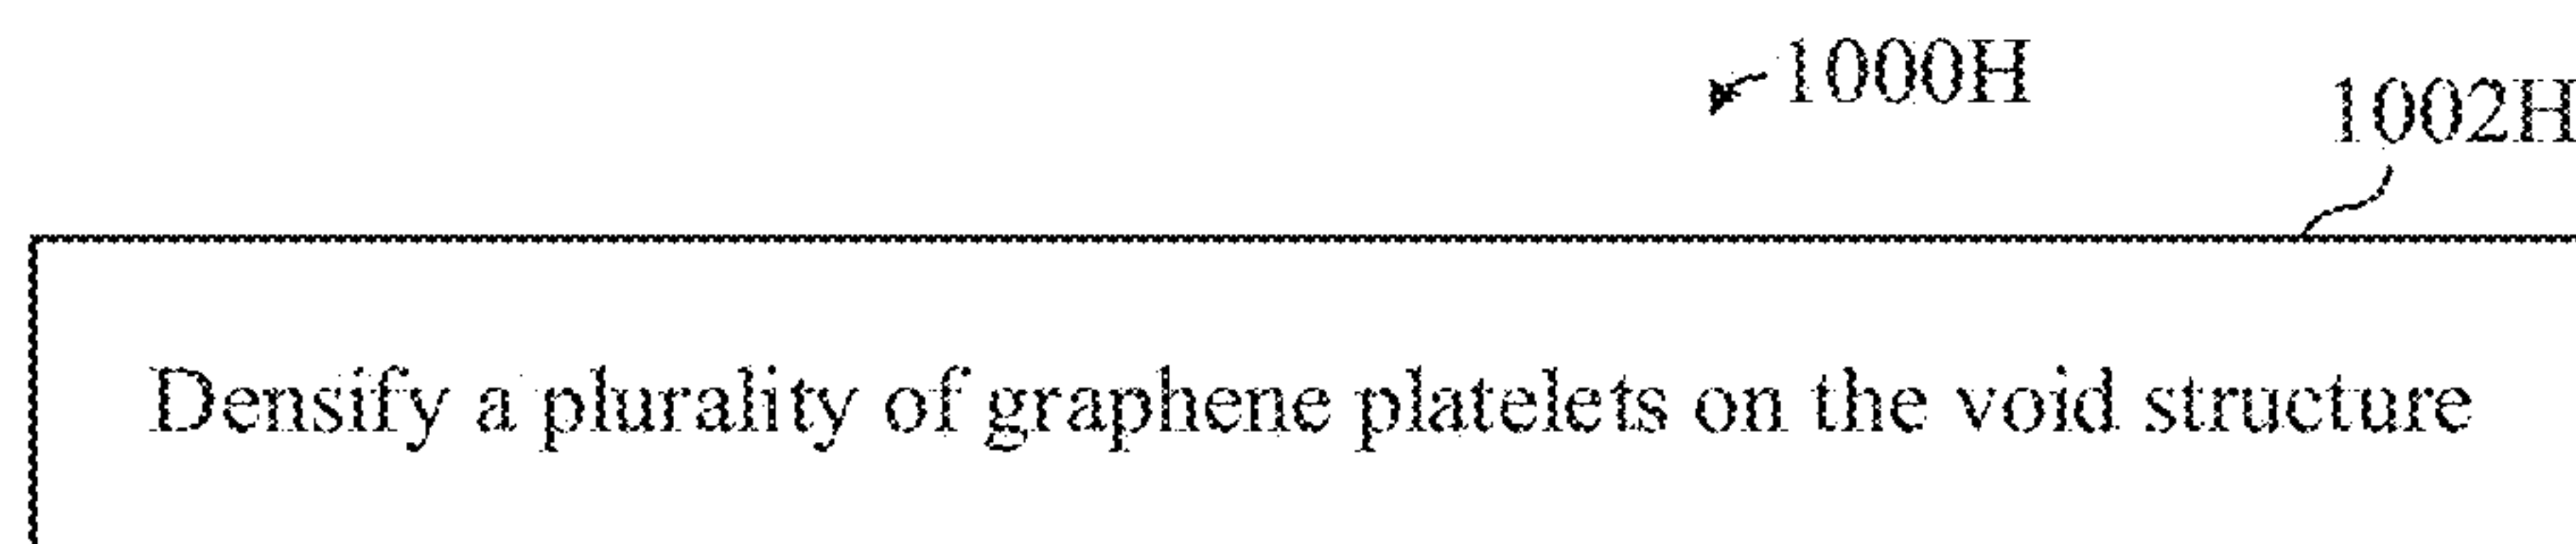 1000H
1002H
Densify a plurality of graphene platelets on the void structure